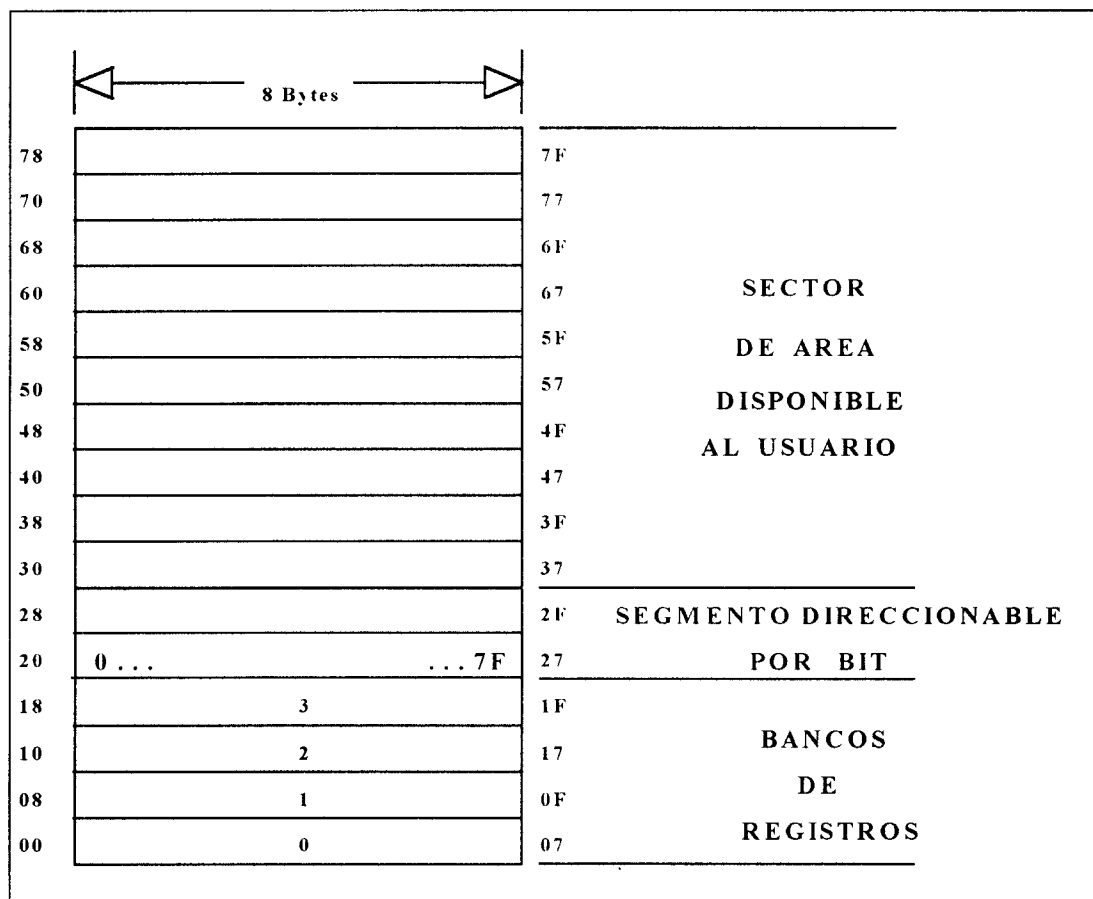 8 Bytes
78 7F
70 77
68 6F
60 67 SECTOR
58 5F DE AREA
50 57 DISPONIBLE
48 4F AL USUARIO
40 47
38 3F
30 37
28 2F SEGMENTO DIRECCIONABLE
20 0... ...7F 27 POR BIT
18 3 1F
10 2 17 BANCOS
08 1 0F DE
00 0 07 REGISTROS